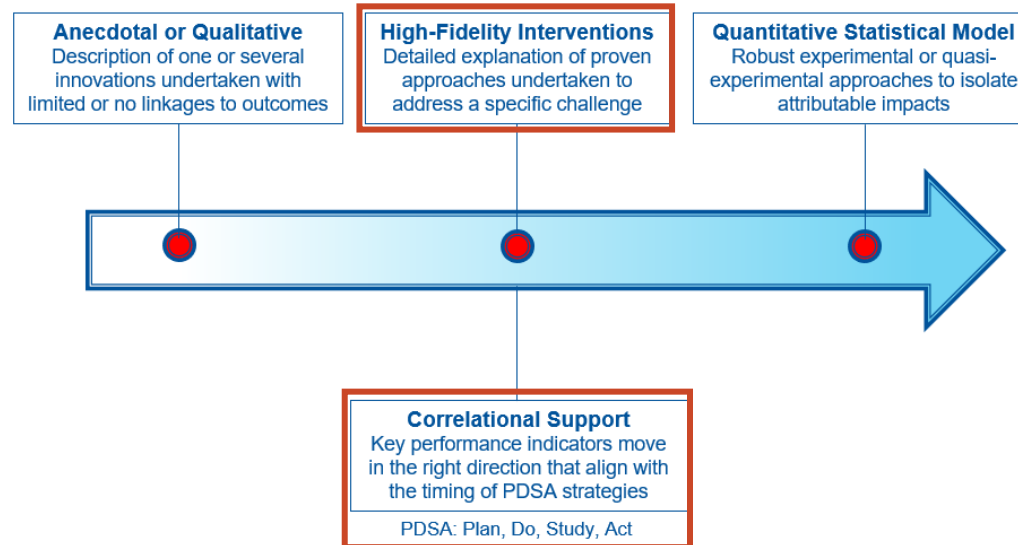 Anecdotal or Qualitative
Description of one or several
innovations undertaken with
limited or no linkages to outcomes
High-Fidelity Interventions
Detailed explanation of proven
approaches undertaken to
address a specific challenge
Quantitative Statistical Model
Robust experimental or quasi-
experimental approaches to isolate
attributable impacts
Correlational Support
Key performance indicators move
in the right direction that align with
the timing of PDSA strategies
PDSA: Plan, Do, Study, Act